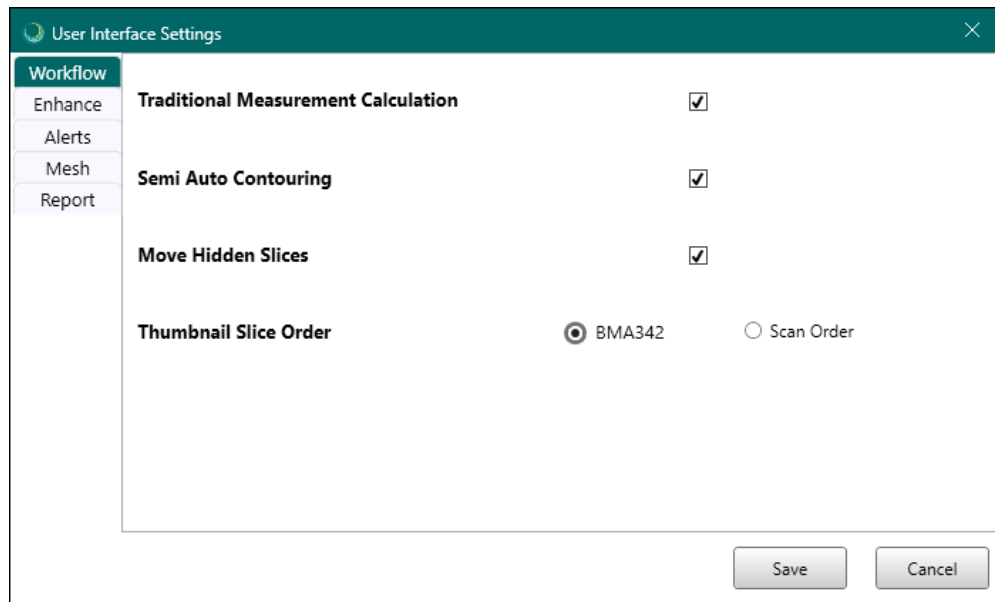 User Interface Settings
Workflow
Enhance
Alerts
Mesh
Report
Traditional Measurement Calculation
Semi Auto Contouring
Move Hidden Slices
Thumbnail Slice Order BMA342 Scan Order
Save Cancel